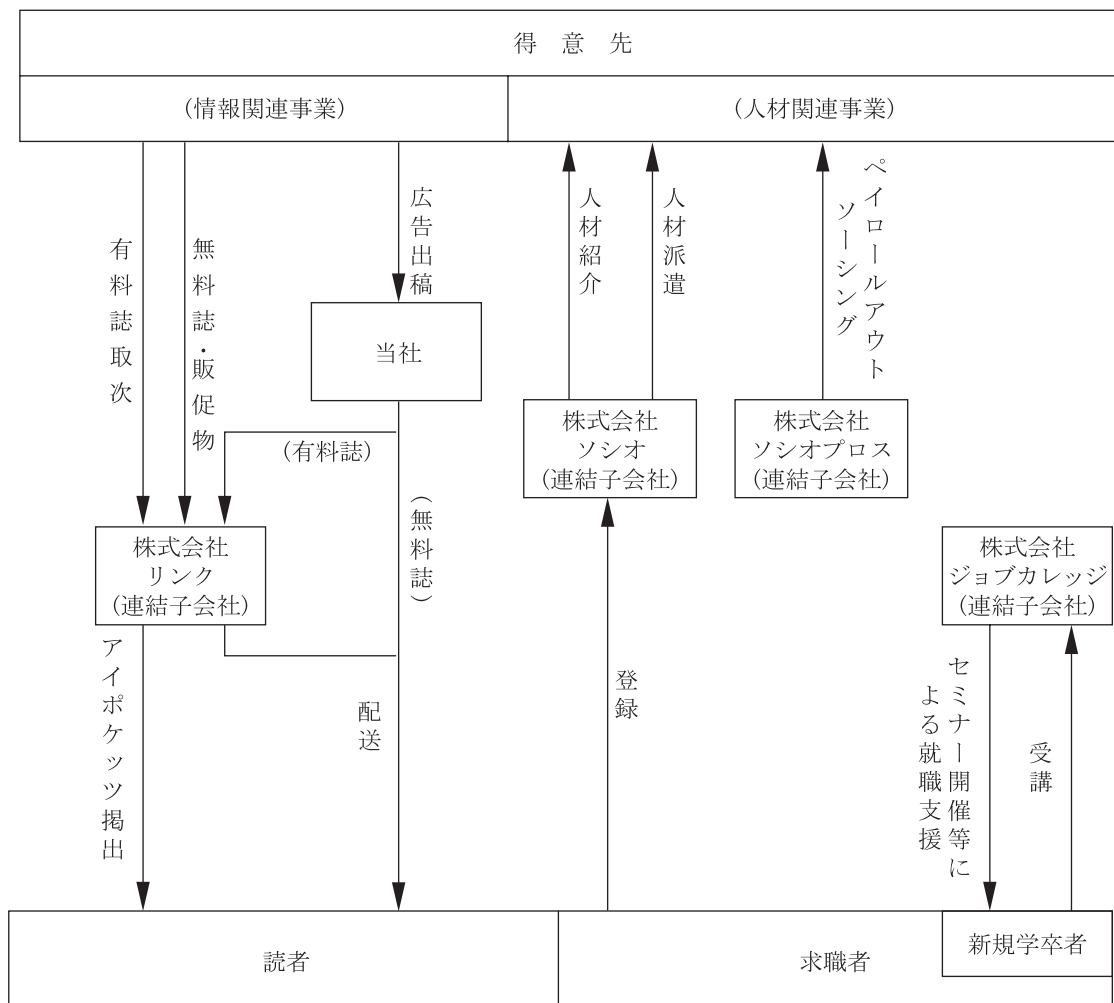 得意先
(情報関連事業)
(人材関連事業)
有料誌取次
無料誌・販促物
広告出稿
人材紹介
人材派遣
ペイロールアウト
ソーシング
当社
(有料誌)
(無料誌)
株式会社
ソシオ
(連結子会社)
株式会社
ソシオプロス
(連結子会社)
株式会社
リンク
(連結子会社)
株式会社
ジョブカレッジ
(連結子会社)
アイポケッツ掲出
配送
登録
セミナー開催等に
よる就職支援
受講
読者
求職者
新規学卒者